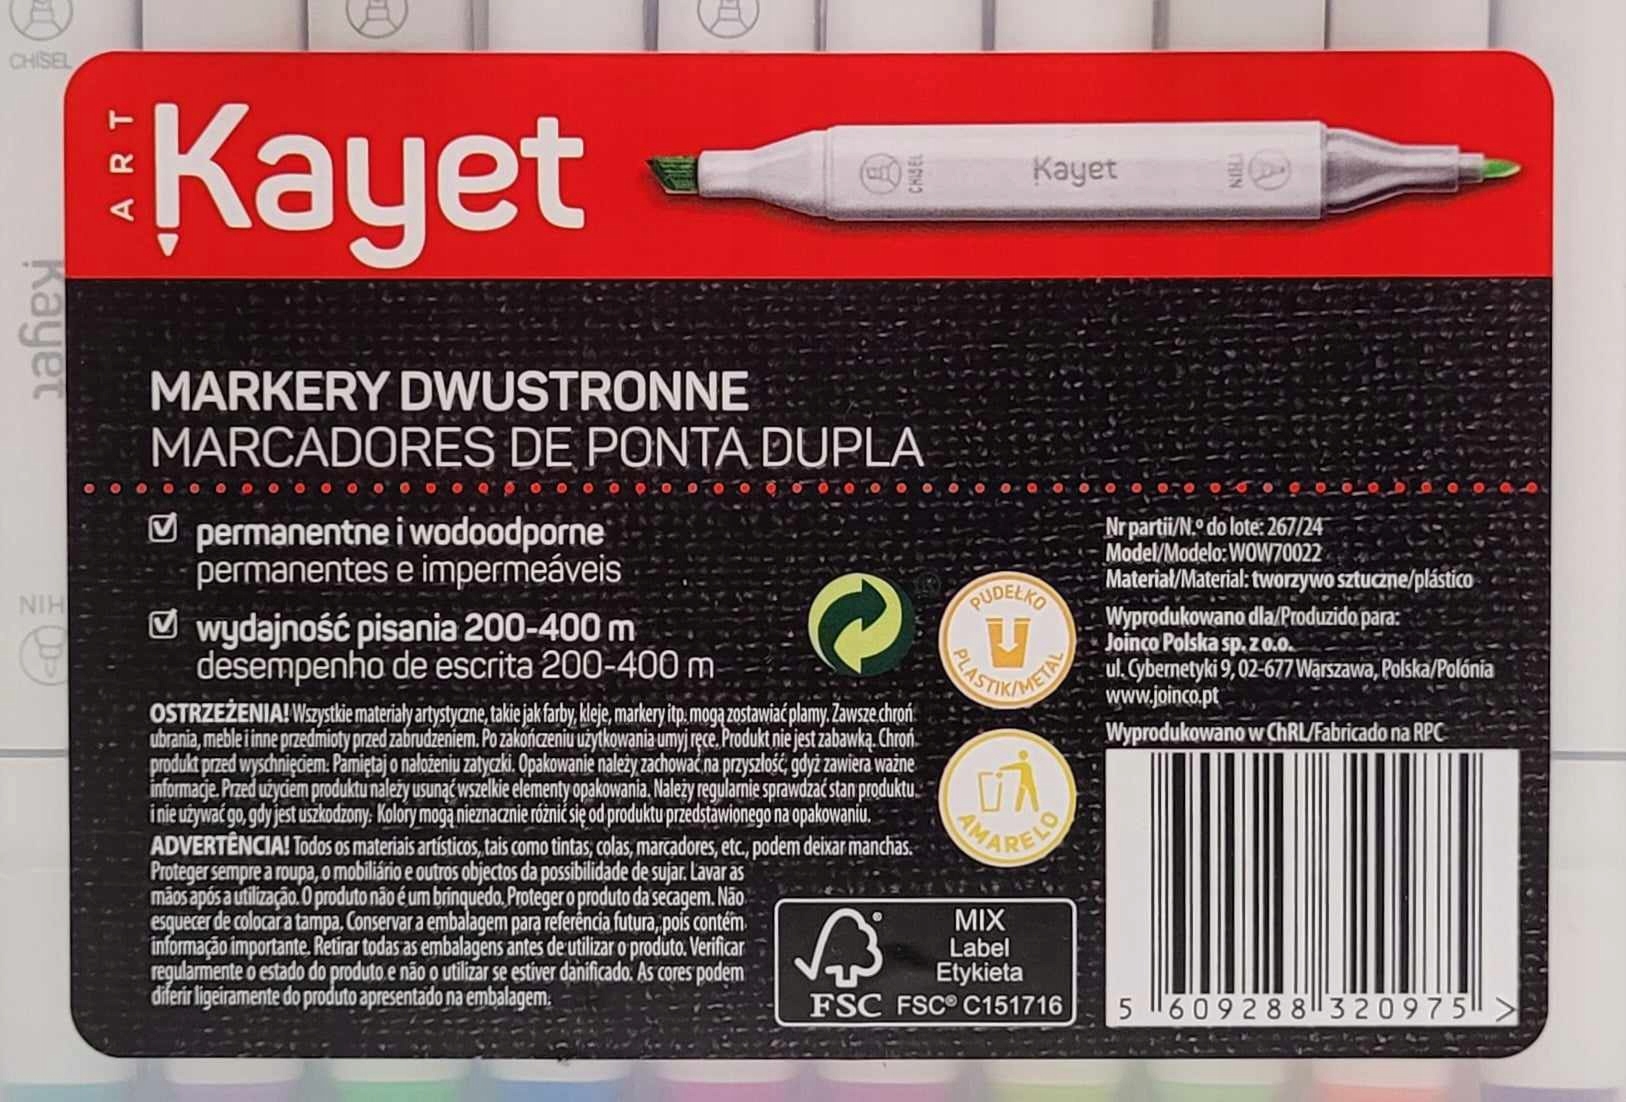 CHISEL
ART
Kayet
CHISEL
Kayet
THIN
Kayet
MARKERY DWUSTRONNE
MARCADORES DE PONTA DUPLA
permanentne i wodoodporne
permanentes e impermeáveis
wydajność pisania 200-400 m
desempenho de escrita 200-400 m
OSTRZEŻENIA! Wszystkie materiały artystyczne, takie jak farby, kleje, markery itp. mogą zostawiać plamy. Zawsze chroń
ubrania, meble i inne przedmioty przed zabrudzeniem. Po zakończeniu użytkowania umyj ręce. Produkt nie jest zabawką. Chroń
produkt przed wyschnięciem. Pamiętaj o nałożeniu zatyczki. Opakowanie należy zachować na przyszłość, gdyż zawiera ważne
informacje. Przed użyciem produktu należy usunąć wszelkie elementy opakowania. Należy regularnie sprawdzać stan produktu
i nie używać go, gdy jest uszkodzony. Kolory mogą nieznacznie różnić się od produktu przedstawionego na opakowaniu.
ADVERTÊNCIA! Todos os materiais artísticos, tais como tintas, colas, marcadores, etc., podem deixar manchas.
Proteger sempre a roupa, o mobiliário e outros objectos da possibilidade de sujar. Lavar as
mãos após a utilização. O produto não é um brinquedo. Proteger o produto da secagem. Não
esquecer de colocar a tampa. Conservar a embalagem para referência futura, pois contém
informação importante. Retirar todas as embalagens antes de utilizar o produto. Verificar
regularmente o estado do produto e não o utilizar se estiver danificado. As cores podem
diferir ligeiramente do produto apresentado na embalagem.
PUDEŁKO
PLASTIK/METAL
AMARELO
MIX
Label
Etykieta
FSC FSC® C151716
Nr partii/N.º do lote: 267/24
Model/Modelo: WOW70022
Materiał/Material: tworzywo sztuczne/plástico
Wyprodukowano dla/Produzido para:
Joinco Polska sp. z o.o.
ul. Cybernetyki 9, 02-677 Warszawa, Polska/Polónia
www.joinco.pt
Wyprodukowano w ChRL/Fabricado na RPC
5 609288 320975 >